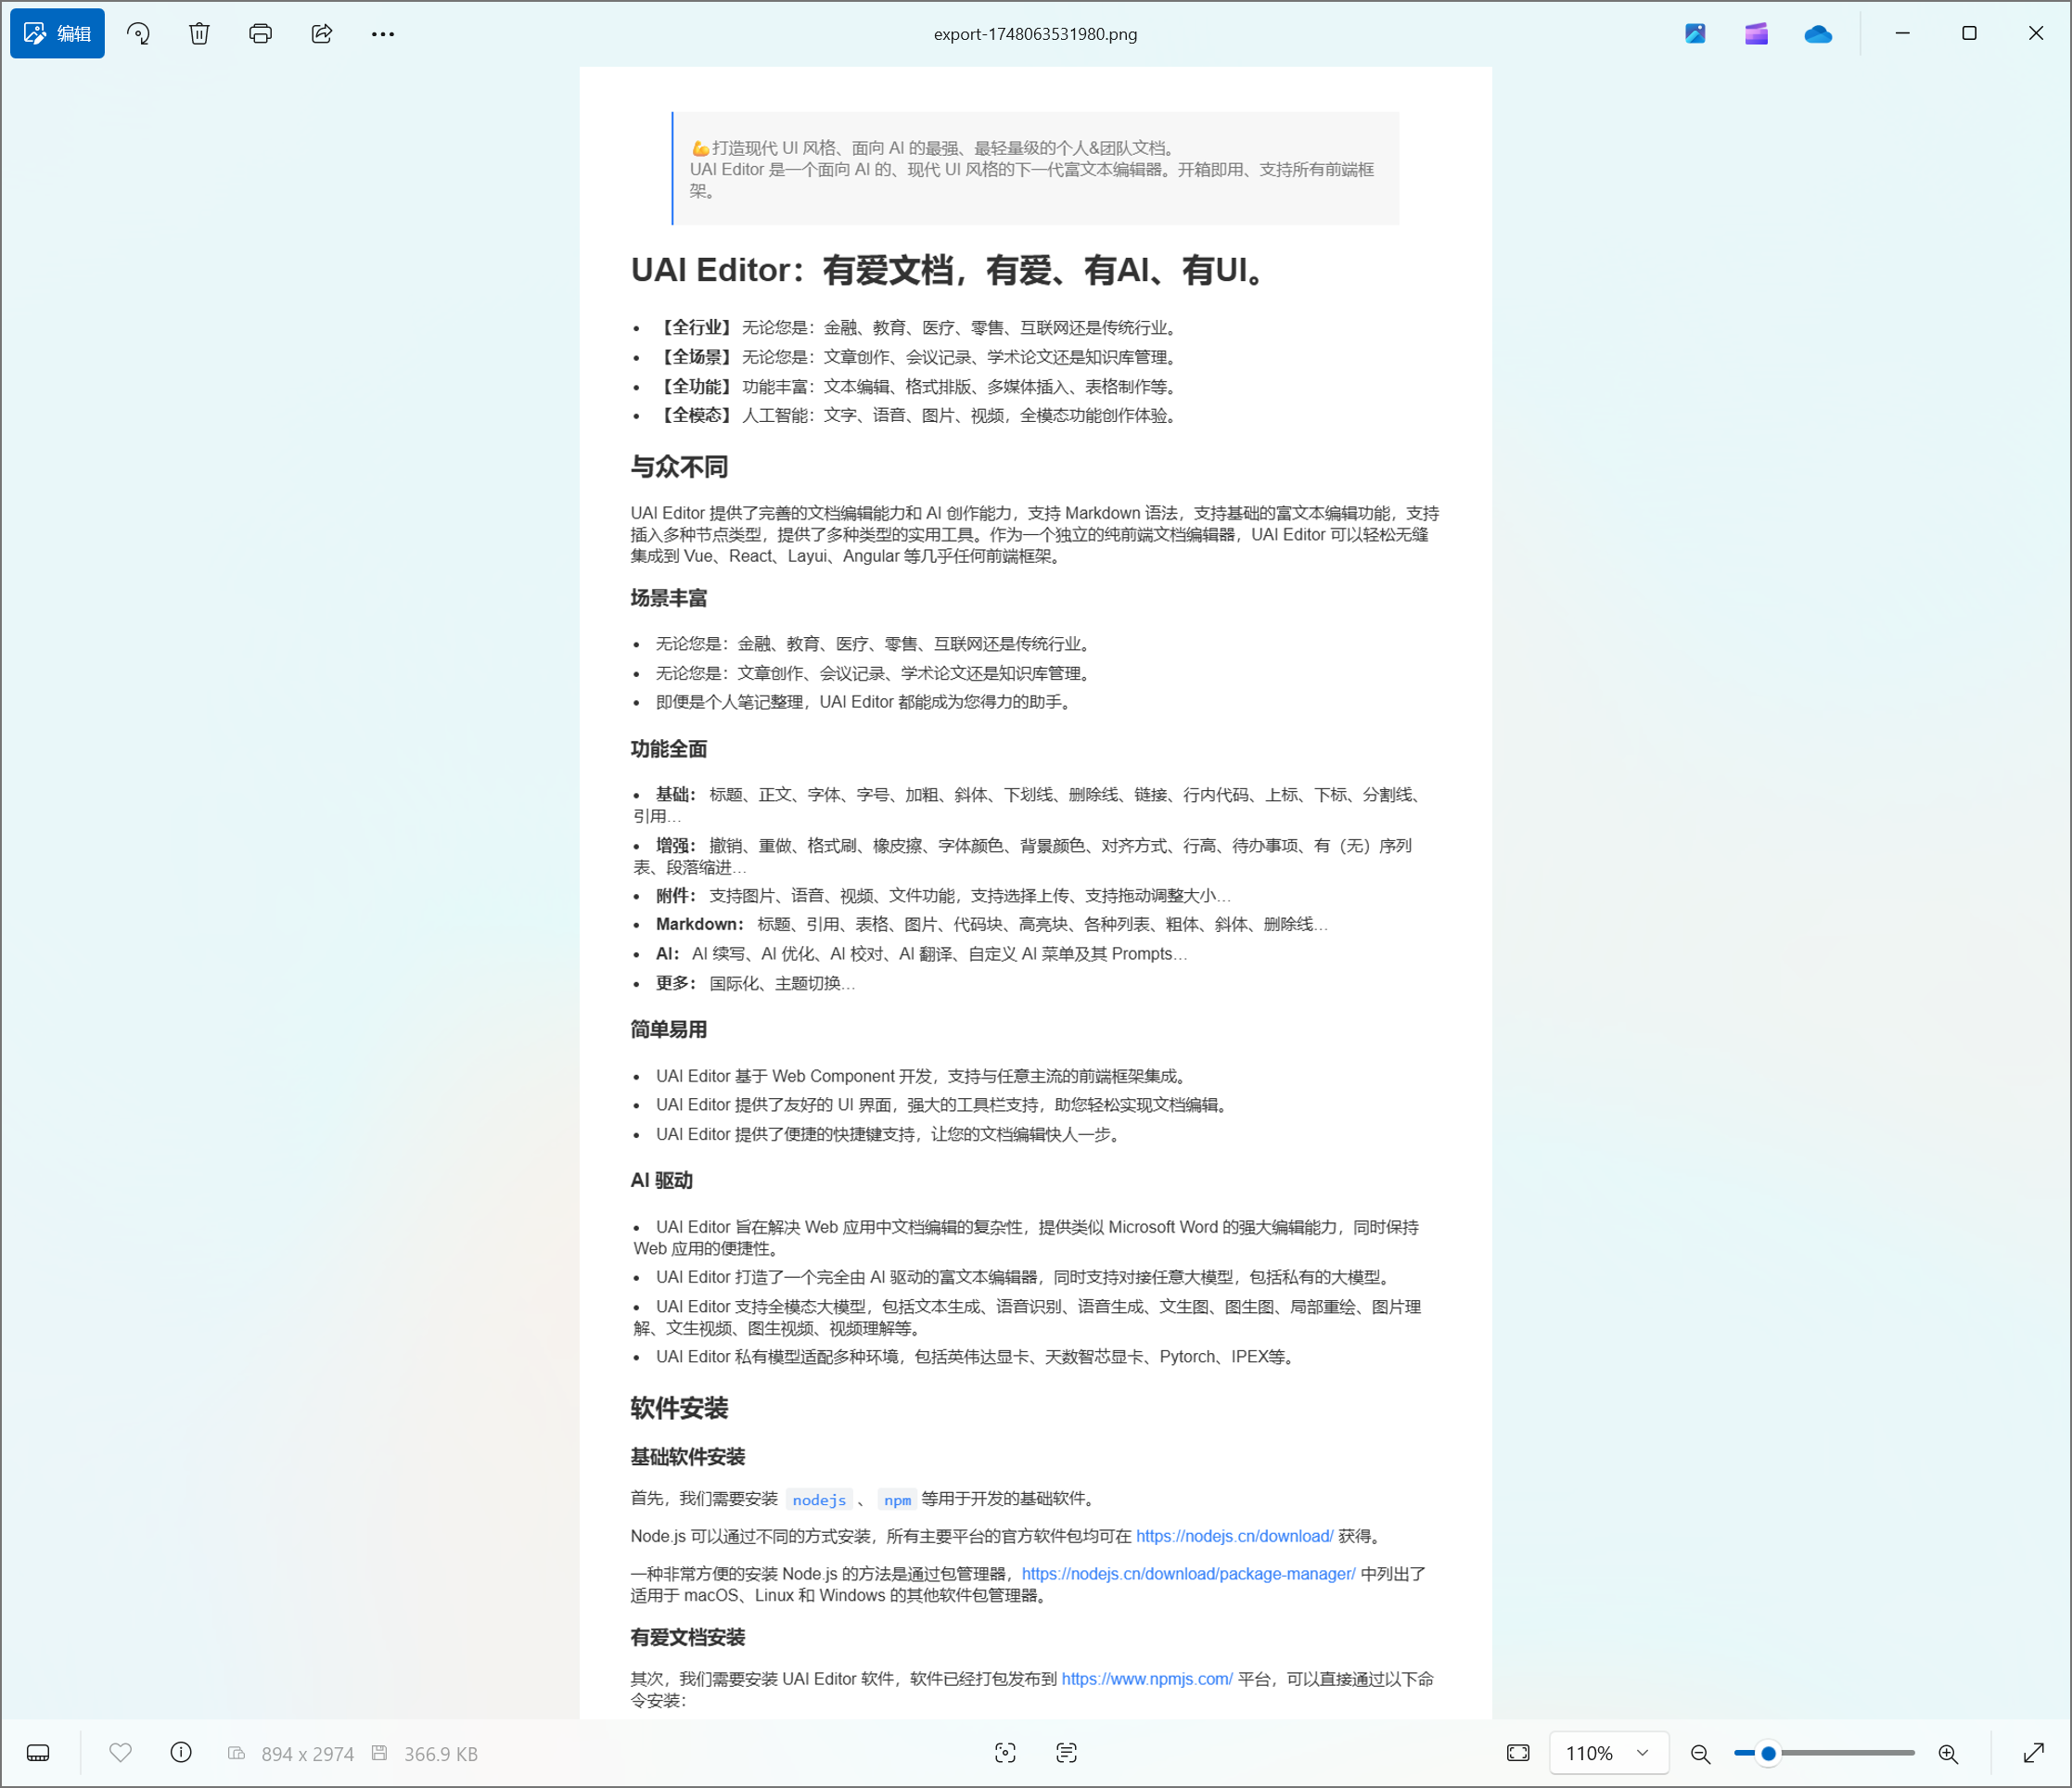 编辑
export-1748063531980.png
💪打造现代 UI 风格、面向 AI 的最强、最轻量级的个人&团队文档。
UAI Editor 是一个面向 AI 的、现代 UI 风格的下一代富文本编辑器。开箱即用、支持所有前端框
架。
UAI Editor：有爱文档，有爱、有AI、有UI。
• 【全行业】 无论您是：金融、教育、医疗、零售、互联网还是传统行业。
• 【全场景】 无论您是：文章创作、会议记录、学术论文还是知识库管理。
• 【全功能】 功能丰富：文本编辑、格式排版、多媒体插入、表格制作等。
• 【全模态】 人工智能：文字、语音、图片、视频，全模态功能创作体验。
与众不同
UAI Editor 提供了完善的文档编辑能力和 AI 创作能力，支持 Markdown 语法，支持基础的富文本编辑功能，支持
插入多种节点类型，提供了多种类型的实用工具。作为一个独立的纯前端文档编辑器，UAI Editor 可以轻松无缝
集成到 Vue、React、Layui、Angular 等几乎任何前端框架。
场景丰富
• 无论您是：金融、教育、医疗、零售、互联网还是传统行业。
• 无论您是：文章创作、会议记录、学术论文还是知识库管理。
• 即便是个人笔记整理，UAI Editor 都能成为您得力的助手。
功能全面
• 基础： 标题、正文、字体、字号、加粗、斜体、下划线、删除线、链接、行内代码、上标、下标、分割线、
引用…
• 增强： 撤销、重做、格式刷、橡皮擦、字体颜色、背景颜色、对齐方式、行高、待办事项、有（无）序列
表、段落缩进…
• 附件： 支持图片、语音、视频、文件功能，支持选择上传、支持拖动调整大小…
• Markdown： 标题、引用、表格、图片、代码块、高亮块、各种列表、粗体、斜体、删除线…
• AI： AI 续写、AI 优化、AI 校对、AI 翻译、自定义 AI 菜单及其 Prompts…
• 更多： 国际化、主题切换…
简单易用
• UAI Editor 基于 Web Component 开发，支持与任意主流的前端框架集成。
• UAI Editor 提供了友好的 UI 界面，强大的工具栏支持，助您轻松实现文档编辑。
• UAI Editor 提供了便捷的快捷键支持，让您的文档编辑快人一步。
AI 驱动
• UAI Editor 旨在解决 Web 应用中文档编辑的复杂性，提供类似 Microsoft Word 的强大编辑能力，同时保持
Web 应用的便捷性。
• UAI Editor 打造了一个完全由 AI 驱动的富文本编辑器，同时支持对接任意大模型，包括私有的大模型。
• UAI Editor 支持全模态大模型，包括文本生成、语音识别、语音生成、文生图、图生图、局部重绘、图片理
解、文生视频、图生视频、视频理解等。
• UAI Editor 私有模型适配多种环境，包括英伟达显卡、天数智芯显卡、Pytorch、IPEX等。
软件安装
基础软件安装
首先，我们需要安装 nodejs 、 npm 等用于开发的基础软件。
Node.js 可以通过不同的方式安装，所有主要平台的官方软件包均可在 https://nodejs.cn/download/ 获得。
一种非常方便的安装 Node.js 的方法是通过包管理器，https://nodejs.cn/download/package-manager/ 中列出了
适用于 macOS、Linux 和 Windows 的其他软件包管理器。
有爱文档安装
其次，我们需要安装 UAI Editor 软件，软件已经打包发布到 https://www.npmjs.com/ 平台，可以直接通过以下命
令安装：
894 x 2974 366.9 KB 110%